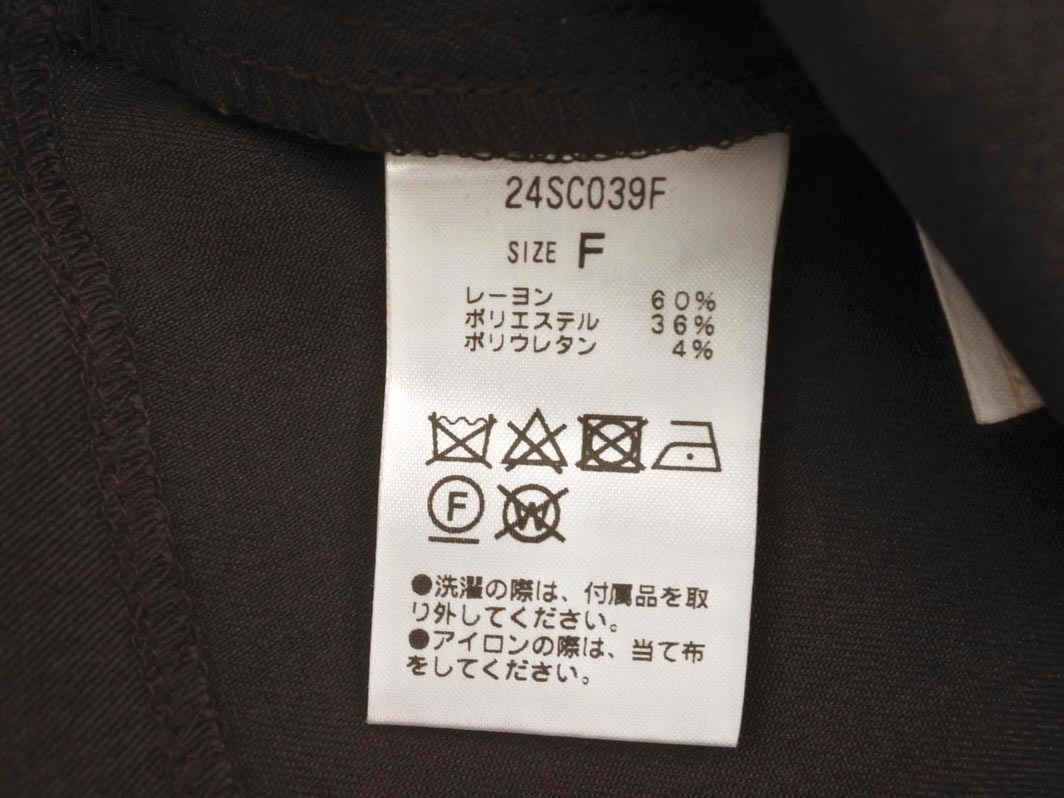 24SC039F
SIZE F
レーヨン 60%
ポリエステル 36%
ポリウレタン 4%
F W
●洗濯の際は、付属品を取
り外してください。
●アイロンの際は、当て布
をしてください。